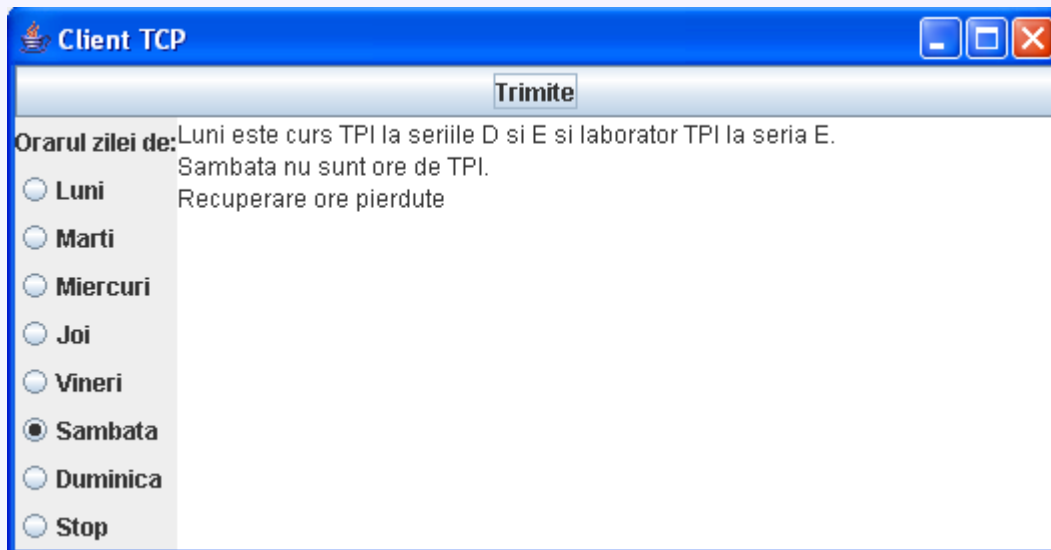 Client TCP
Trimite
Orarul zilei de:
Luni este curs TPI la seriile D si E si laborator TPI la seria E.
Sambata nu sunt ore de TPI.
Recuperare ore pierdute
Luni
Marti
Miercuri
Joi
Vineri
Sambata
Duminica
Stop